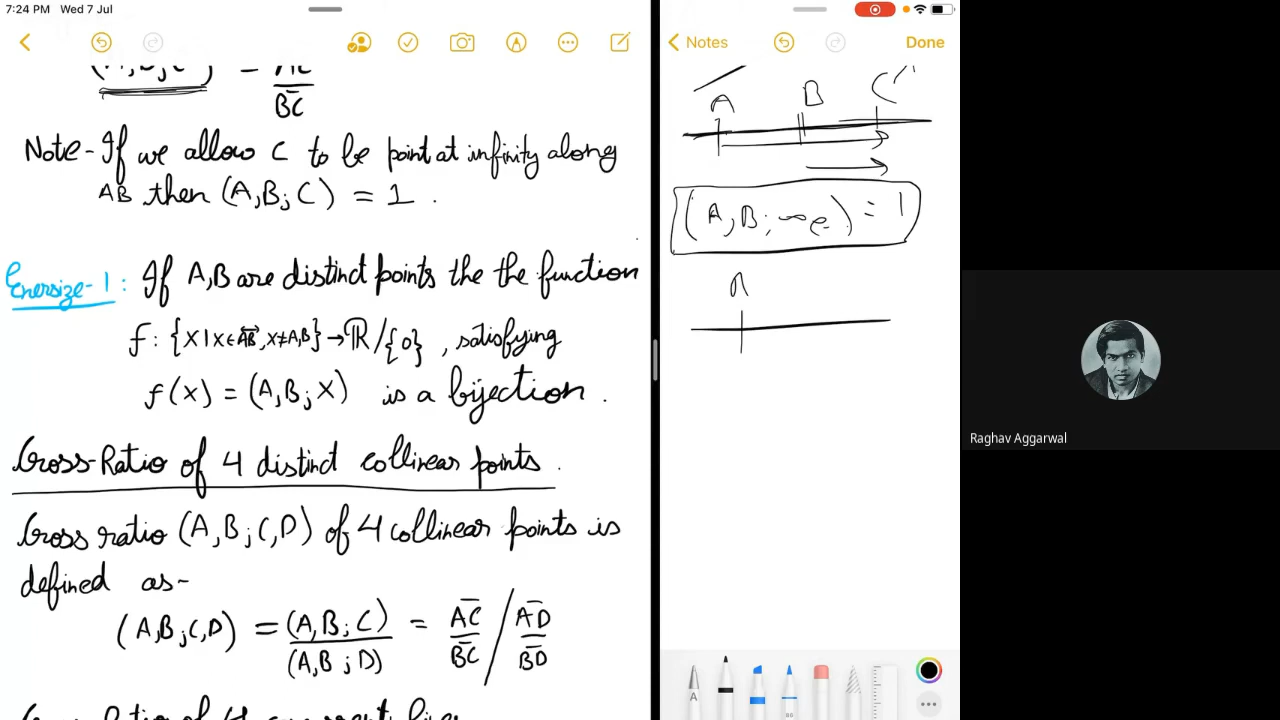 7:24 PM Wed 7 Jul
(A,B;C) = AC
BC
Note- If we allow C to be point at infinity along
AB then (A,B;C) = 1.
Enersize-1: If A,B are distinct points the the function
f: {X|X∈AB, X≠A,B}→ℝ/{0}, satisfying
f(X) = (A,B;X) is a bijection.
Cross-Ratio of 4 distinct collinear points.
Cross ratio (A,B;C,D) of 4 collinear points is
defined as-
(A,B;C,D) = (A,B;C)/(A,B;D) = AC/BC / AD/BD
Notes
Done
A B C
(A,B;∞e) = 1
A
Raghav Aggarwal